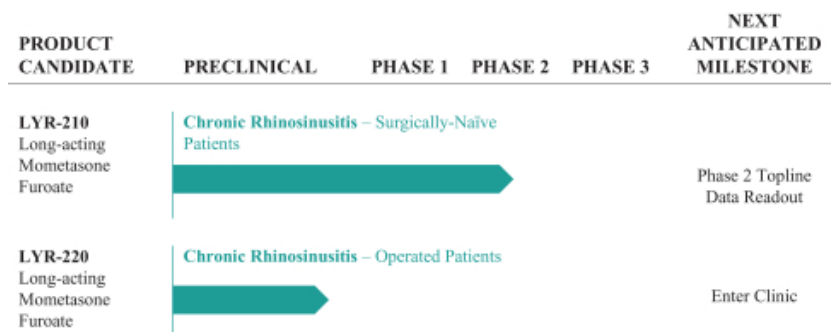 NEXT
PRODUCT ANTICIPATED
CANDIDATE PRECLINICAL PHASE 1 PHASE 2 PHASE 3 MILESTONE
LYR-210 Chronic Rhinosinusitis – Surgically-Naïve
Long-acting Patients
Mometasone
Furoate
Phase 2 Topline
Data Readout
LYR-220 Chronic Rhinosinusitis – Operated Patients
Long-acting
Mometasone
Furoate
Enter Clinic